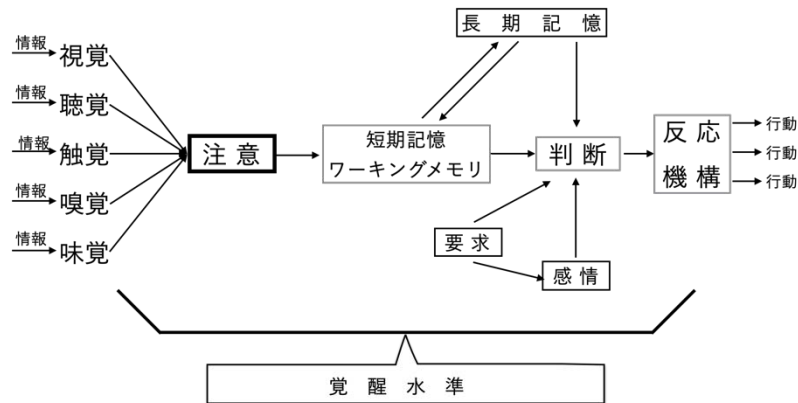 長期記憶
情報
視覚
情報
聴覚
情報
触覚
情報
嗅覚
情報
味覚
注意
短期記憶
ワーキングメモリ
判断
反応
機構
行動
行動
行動
要求
感情
覚醒水準